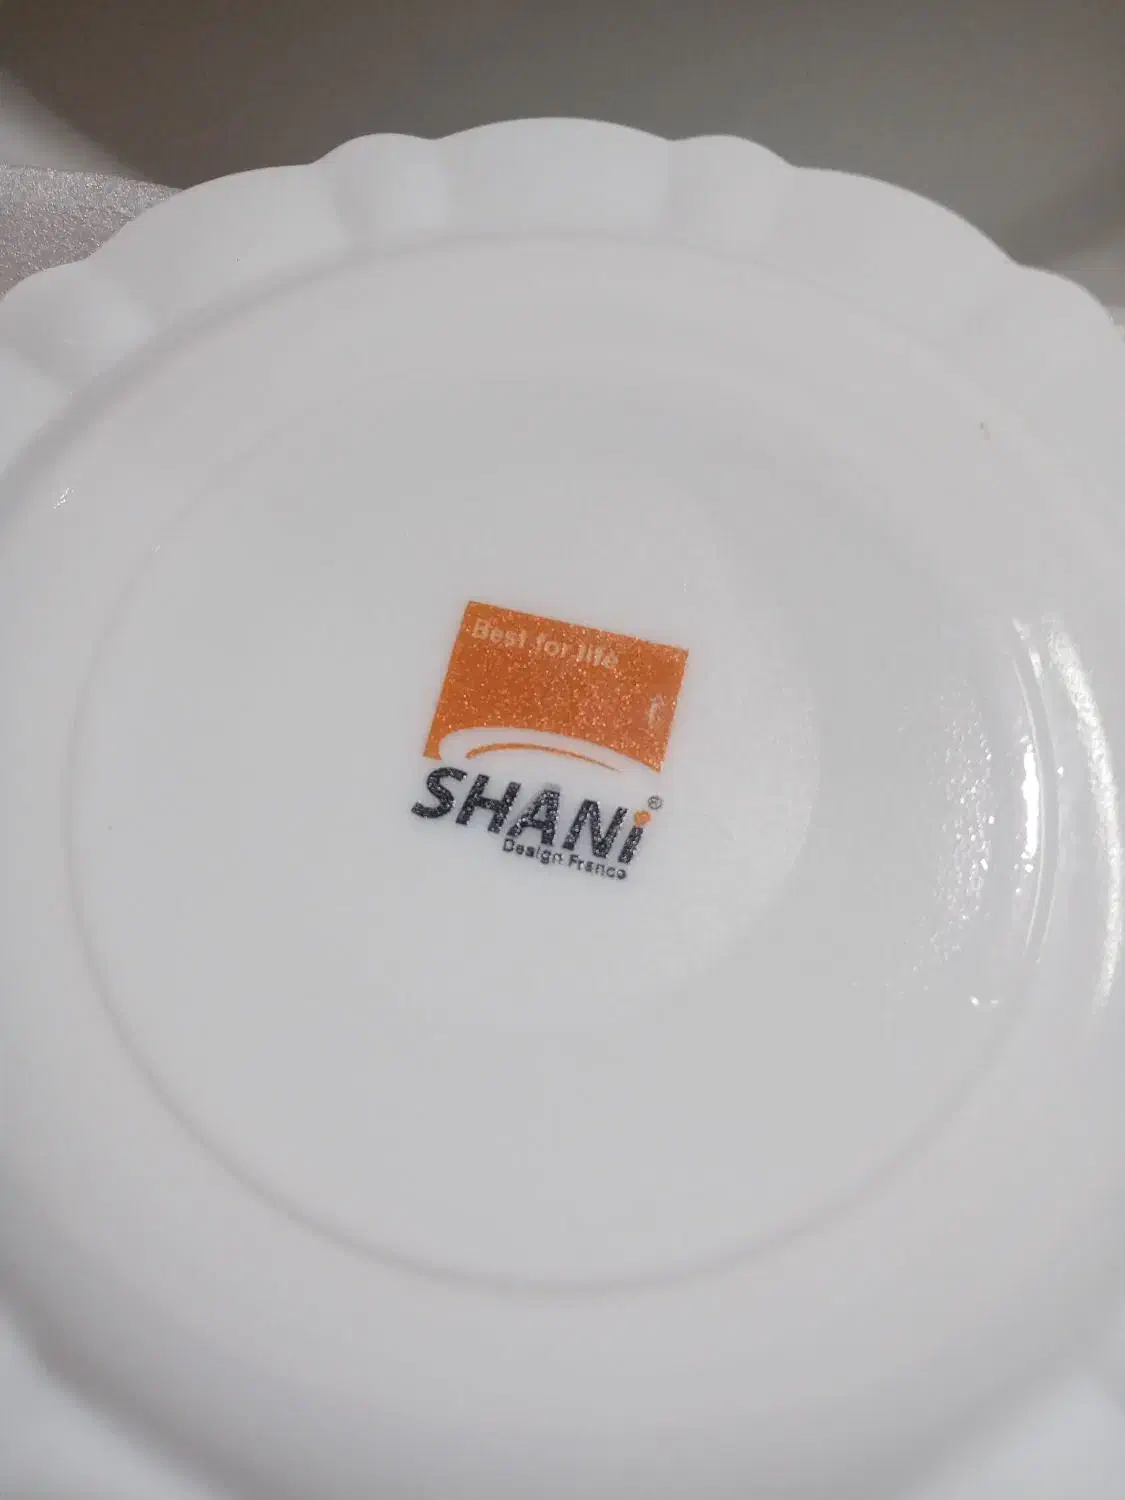 Best for life
f
SHANi®
Design France